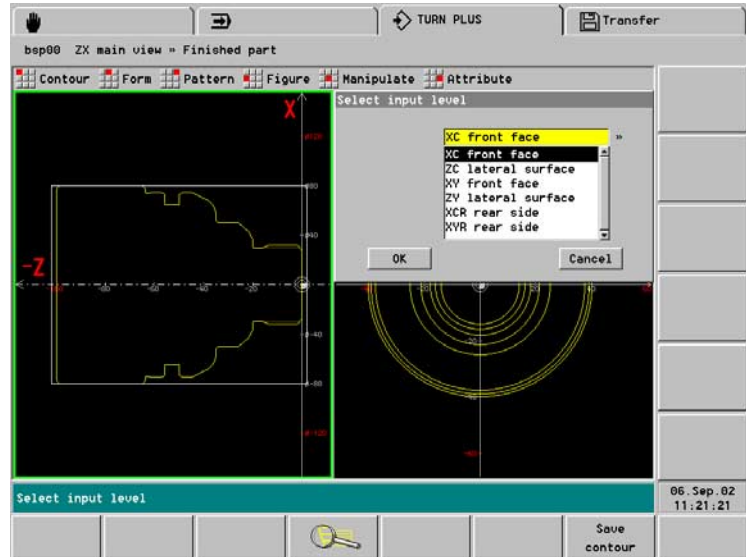 TURN PLUS
Transfer
bsp00 ZX main view » Finished part
Contour Form Pattern Figure Manipulate Attribute
Select input level
XC front face »
XC front face
ZC lateral surface
XY front face
ZY lateral surface
XCR rear side
XYR rear side
OK Cancel
X
-Z
Select input level
06.Sep.02
11:21:21
Save
contour